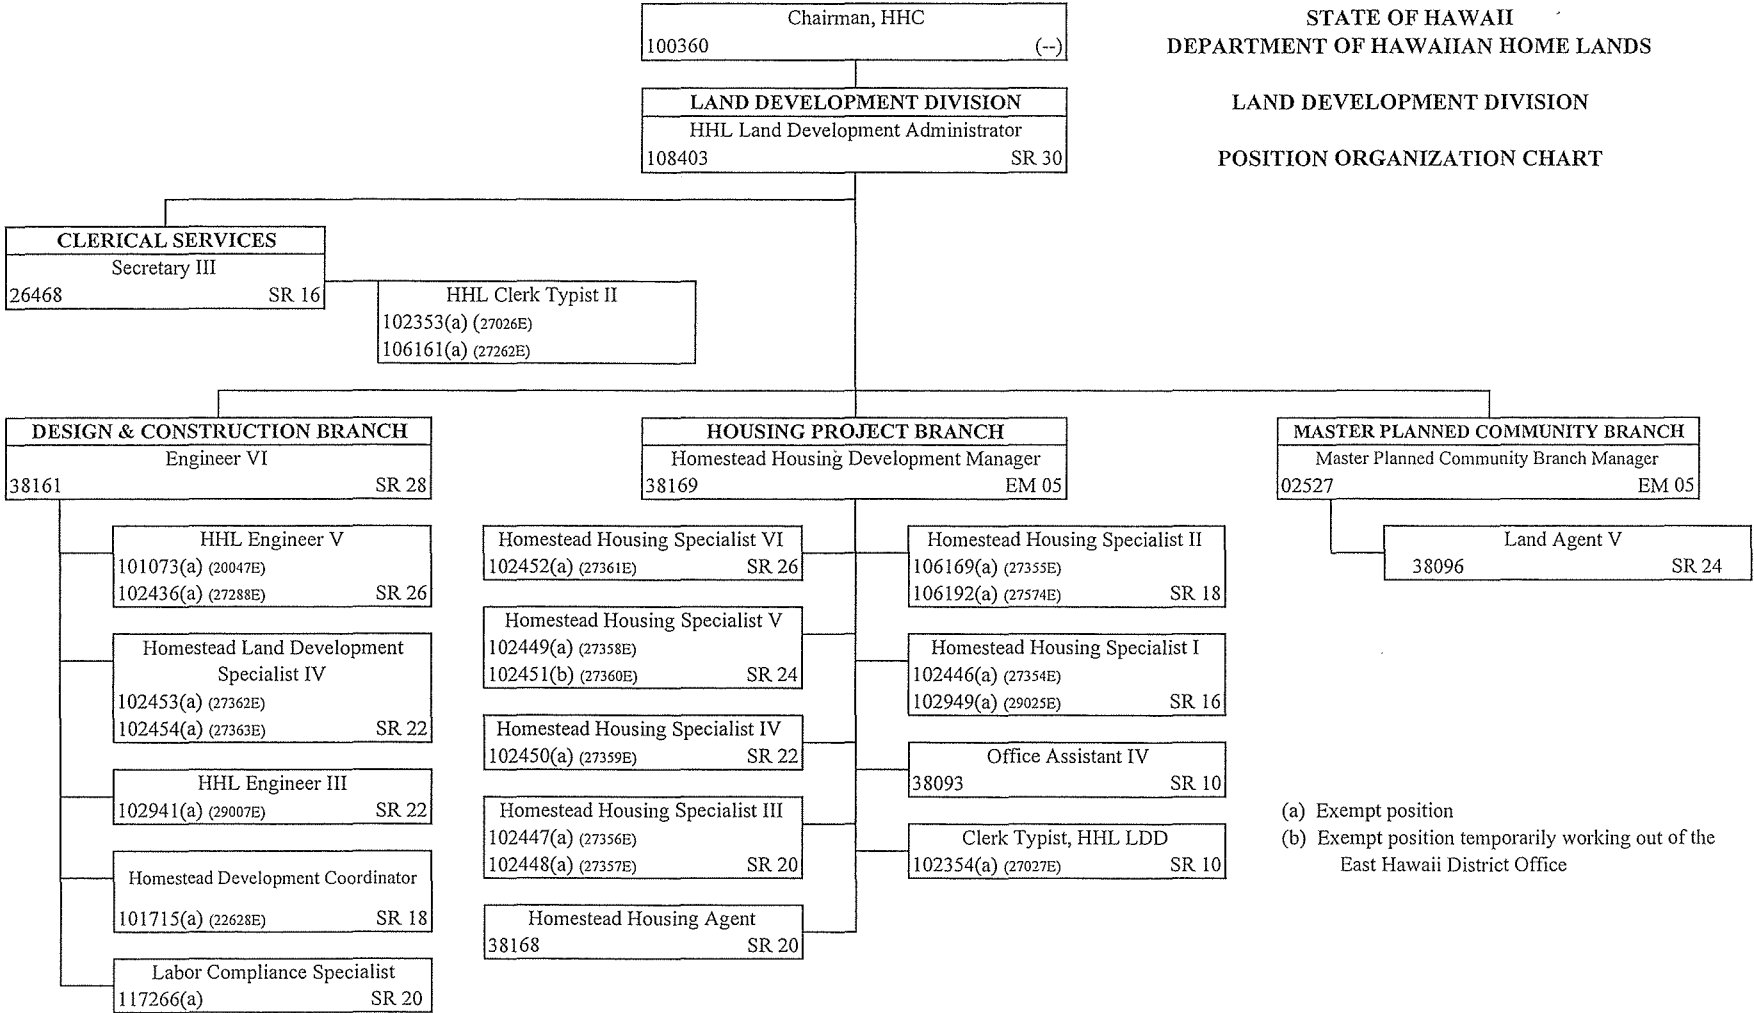 Chairman, HHC
100360 (--)
STATE OF HAWAII
DEPARTMENT OF HAWAIIAN HOME LANDS
LAND DEVELOPMENT DIVISION
POSITION ORGANIZATION CHART
LAND DEVELOPMENT DIVISION
HHL Land Development Administrator
108403 SR 30
CLERICAL SERVICES
Secretary III
26468 SR 16
HHL Clerk Typist II
102353(a) (27026E)
106161(a) (27262E)
DESIGN & CONSTRUCTION BRANCH
Engineer VI
38161 SR 28
HHL Engineer V
101073(a) (20047E)
102436(a) (27288E) SR 26
Homestead Land Development
Specialist IV
102453(a) (27362E)
102454(a) (27363E) SR 22
HHL Engineer III
102941(a) (29007E) SR 22
Homestead Development Coordinator
101715(a) (22628E) SR 18
Labor Compliance Specialist
117266(a) SR 20
HOUSING PROJECT BRANCH
Homestead Housing Development Manager
38169 EM 05
Homestead Housing Specialist VI
102452(a) (27361E) SR 26
Homestead Housing Specialist V
102449(a) (27358E)
102451(b) (27360E) SR 24
Homestead Housing Specialist IV
102450(a) (27359E) SR 22
Homestead Housing Specialist III
102447(a) (27356E)
102448(a) (27357E) SR 20
Homestead Housing Agent
38168 SR 20
Homestead Housing Specialist II
106169(a) (27355E)
106192(a) (27574E) SR 18
Homestead Housing Specialist I
102446(a) (27354E)
102949(a) (29025E) SR 16
Office Assistant IV
38093 SR 10
Clerk Typist, HHL LDD
102354(a) (27027E) SR 10
MASTER PLANNED COMMUNITY BRANCH
Master Planned Community Branch Manager
02527 EM 05
Land Agent V
38096 SR 24
(a) Exempt position
(b) Exempt position temporarily working out of the
East Hawaii District Office